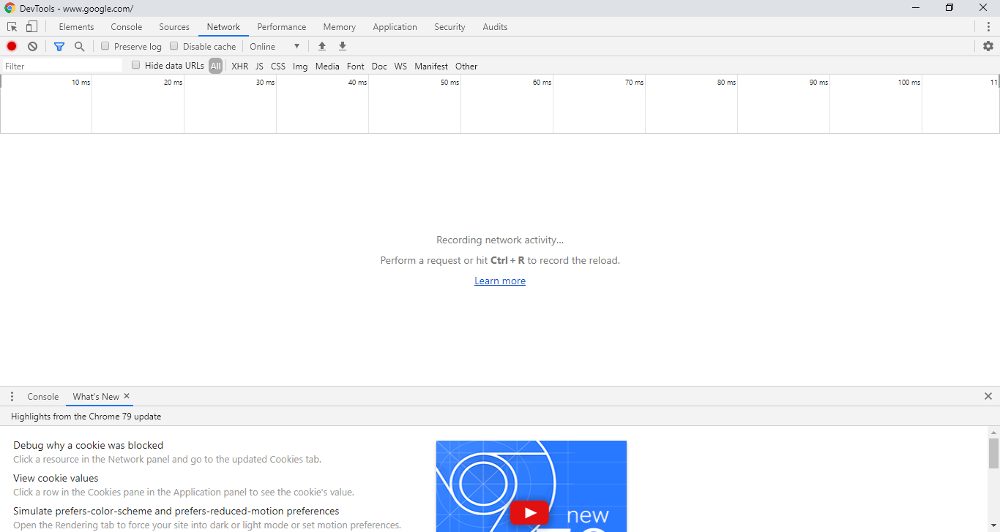 DevTools - www.google.com/
Elements Console Sources Network Performance Memory Application Security Audits
Preserve log Disable cache Online
Filter Hide data URLs All XHR JS CSS Img Media Font Doc WS Manifest Other
10 ms 20 ms 30 ms 40 ms 50 ms 60 ms 70 ms 80 ms 90 ms 100 ms 11
Recording network activity...
Perform a request or hit Ctrl + R to record the reload.
Learn more
Console What's New
Highlights from the Chrome 79 update
Debug why a cookie was blocked
Click a resource in the Network panel and go to the updated Cookies tab.
View cookie values
Click a row in the Cookies pane in the Application panel to see the cookie's value.
Simulate prefers-color-scheme and prefers-reduced-motion preferences
Open the Rendering tab to force your site into dark or light mode or set motion preferences.
new